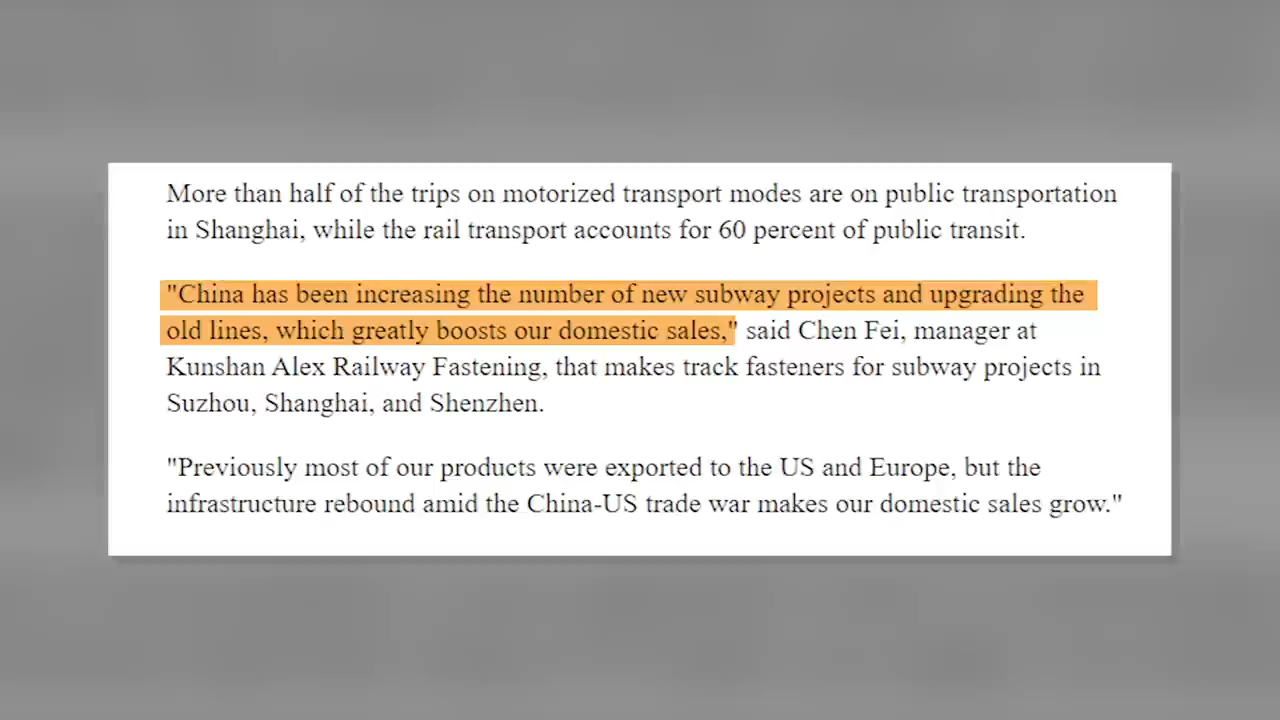 More than half of the trips on motorized transport modes are on public transportation
in Shanghai, while the rail transport accounts for 60 percent of public transit.
"China has been increasing the number of new subway projects and upgrading the
old lines, which greatly boosts our domestic sales," said Chen Fei, manager at
Kunshan Alex Railway Fastening, that makes track fasteners for subway projects in
Suzhou, Shanghai, and Shenzhen.
"Previously most of our products were exported to the US and Europe, but the
infrastructure rebound amid the China-US trade war makes our domestic sales grow."